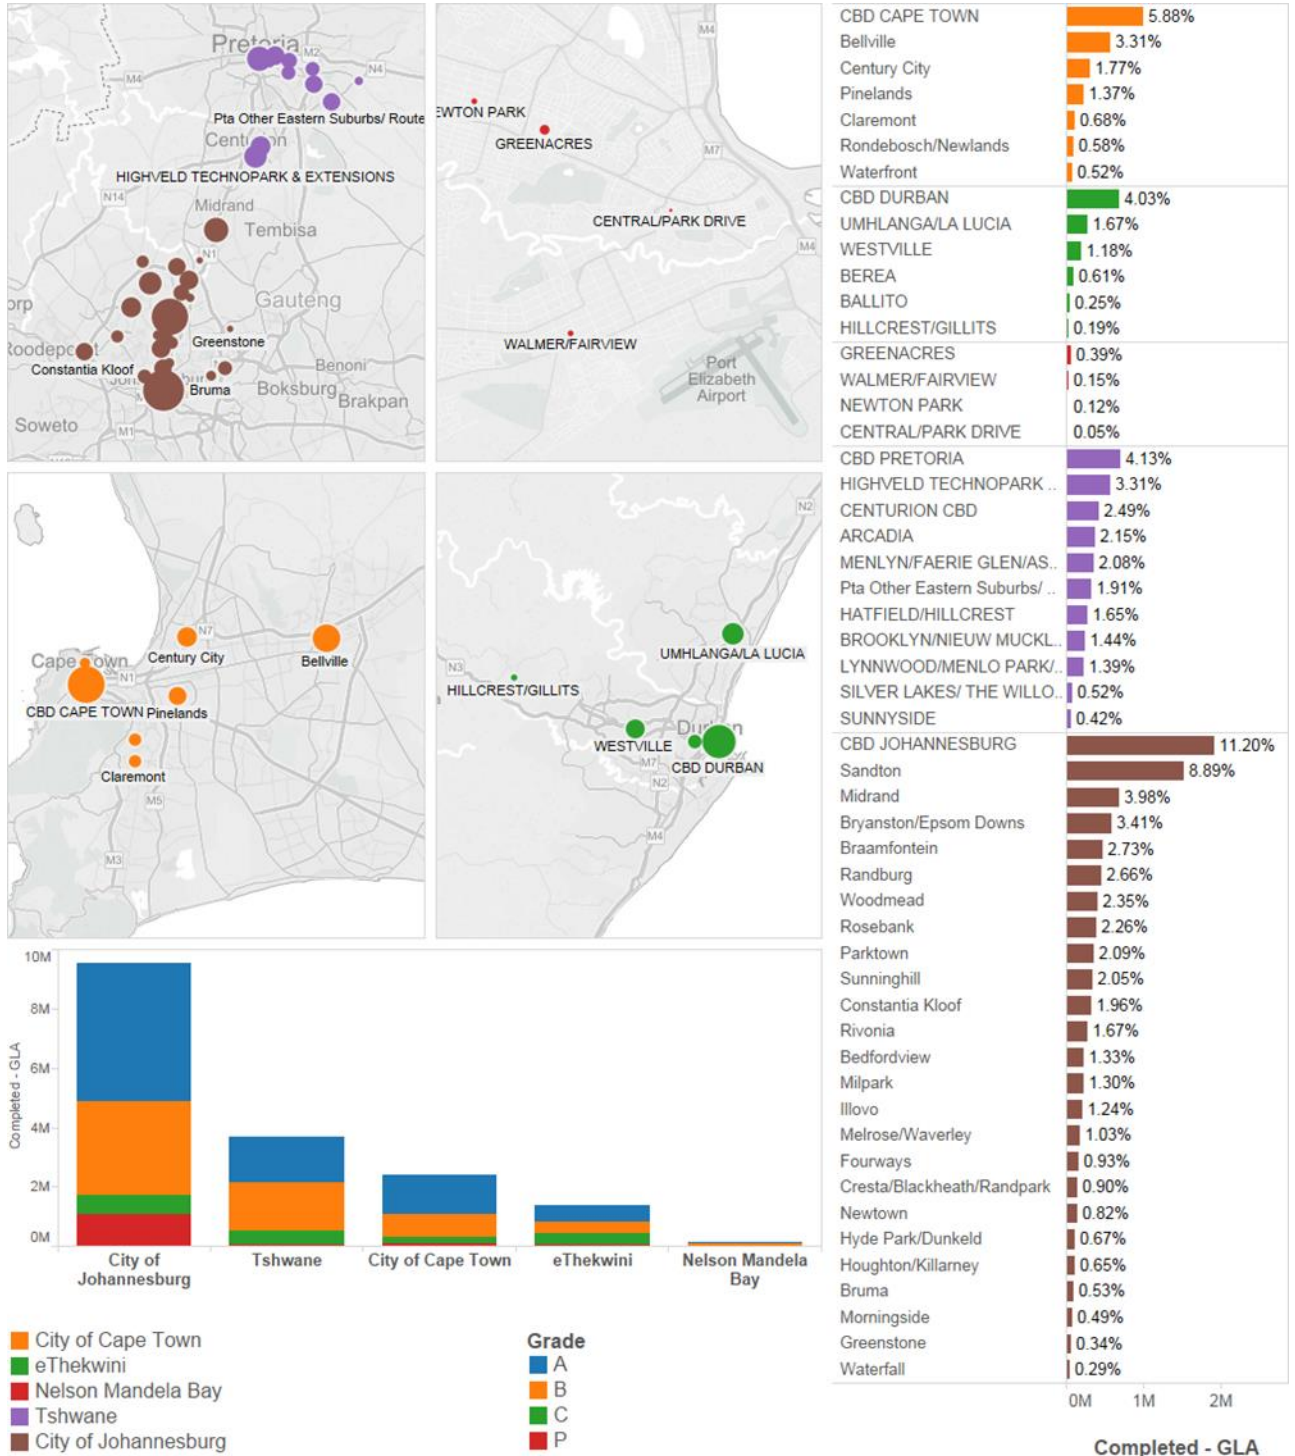 Pretoria
M2
M4
N4
Pta Other Eastern Suburbs/ Route
Centurion
HIGHVELD TECHNOPARK & EXTENSIONS
N14
Midrand
Tembisa
N1
Gauteng
orp
Greenstone
Roodepoort
Constantia Kloof
Benoni
Bruma
Boksburg
Brakpan
Soweto
M1
M4
EWTON PARK
GREENACRES
M7
CENTRAL/PARK DRIVE
M4
WALMER/FAIRVIEW
Port
Elizabeth
Airport
N7
Century City
Bellville
Cape Town
N1
CBD CAPE TOWN
Pinelands
Claremont
M5
M3
N2
UMHLANGA/LA LUCIA
N3
HILLCREST/GILLITS
Durban
WESTVILLE
M7
CBD DURBAN
N2
M4
CBD CAPE TOWN 5.88%
Bellville 3.31%
Century City 1.77%
Pinelands 1.37%
Claremont 0.68%
Rondebosch/Newlands 0.58%
Waterfront 0.52%
CBD DURBAN 4.03%
UMHLANGA/LA LUCIA 1.67%
WESTVILLE 1.18%
BEREA 0.61%
BALLITO 0.25%
HILLCREST/GILLITS 0.19%
GREENACRES 0.39%
WALMER/FAIRVIEW 0.15%
NEWTON PARK 0.12%
CENTRAL/PARK DRIVE 0.05%
CBD PRETORIA 4.13%
HIGHVELD TECHNOPARK .. 3.31%
CENTURION CBD 2.49%
ARCADIA 2.15%
MENLYN/FAERIE GLEN/AS.. 2.08%
Pta Other Eastern Suburbs/ .. 1.91%
HATFIELD/HILLCREST 1.65%
BROOKLYN/NIEUW MUCKL.. 1.44%
LYNNWOOD/MENLO PARK/.. 1.39%
SILVER LAKES/ THE WILLO.. 0.52%
SUNNYSIDE 0.42%
CBD JOHANNESBURG 11.20%
Sandton 8.89%
Midrand 3.98%
Bryanston/Epsom Downs 3.41%
Braamfontein 2.73%
Randburg 2.66%
Woodmead 2.35%
Rosebank 2.26%
Parktown 2.09%
Sunninghill 2.05%
Constantia Kloof 1.96%
Rivonia 1.67%
Bedfordview 1.33%
Milpark 1.30%
Illovo 1.24%
Melrose/Waverley 1.03%
Fourways 0.93%
Cresta/Blackheath/Randpark 0.90%
Newtown 0.82%
Hyde Park/Dunkeld 0.67%
Houghton/Killarney 0.65%
Bruma 0.53%
Morningside 0.49%
Greenstone 0.34%
Waterfall 0.29%
0M 1M 2M
Completed - GLA
10M
8M
6M
4M
2M
0M
Completed - GLA
City of
Johannesburg
Tshwane
City of Cape Town
eThekwini
Nelson Mandela
Bay
City of Cape Town
eThekwini
Nelson Mandela Bay
Tshwane
City of Johannesburg
Grade
A
B
C
P